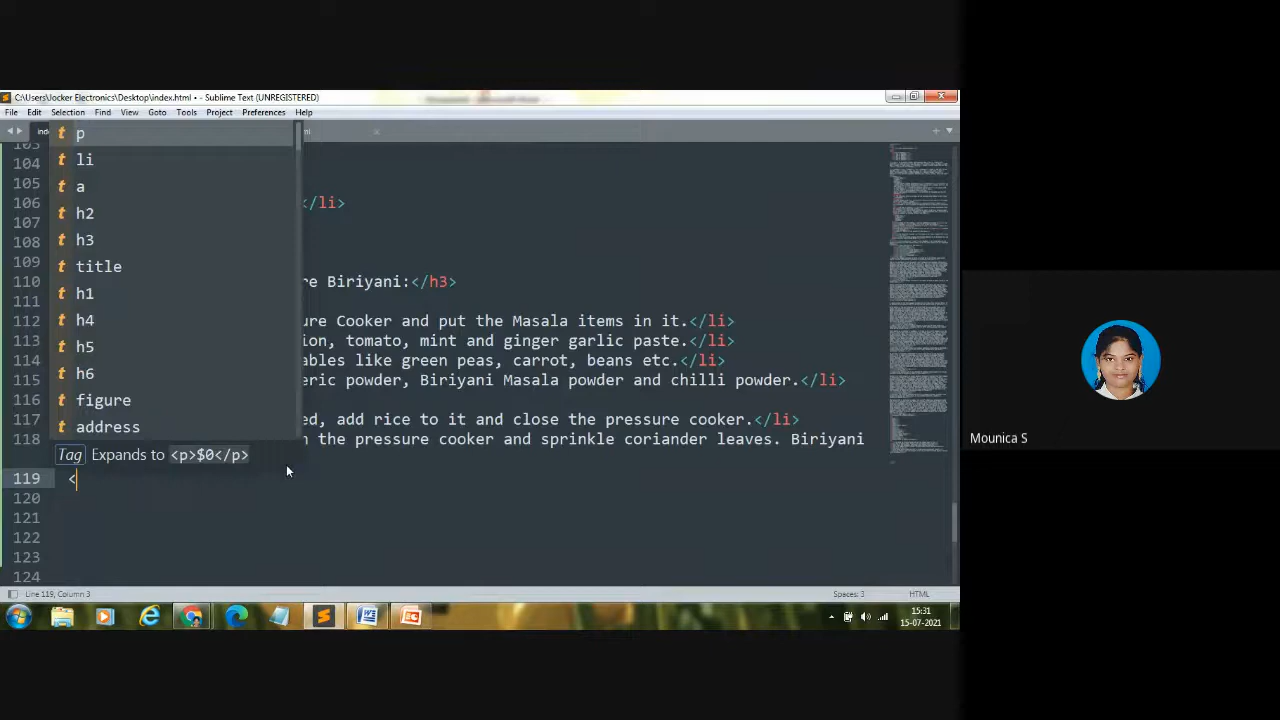 C:\Users\Jocker Electronics\Desktop\index.html • - Sublime Text (UNREGISTERED)
File Edit Selection Find View Goto Tools Project Preferences Help
103
104
105
106 </li>
107
108
109
110 re Biriyani:</h3>
111
112 ure Cooker and put the Masala items in it.</li>
113 ion, tomato, mint and ginger garlic paste.</li>
114 ables like green peas, carrot, beans etc.</li>
115 eric powder, Biriyani Masala powder and chilli powder.</li>
116
117 ed, add rice to it and close the pressure cooker.</li>
118 n the pressure cooker and sprinkle coriander leaves. Biriyani
119 <
120
121
122
123
124
t p
t li
t a
t h2
t h3
t title
t h1
t h4
t h5
t h6
t figure
t address
Tag Expands to <p>$0</p>
Line 119, Column 3 Spaces: 3 HTML
15:31
15-07-2021
Mounica S